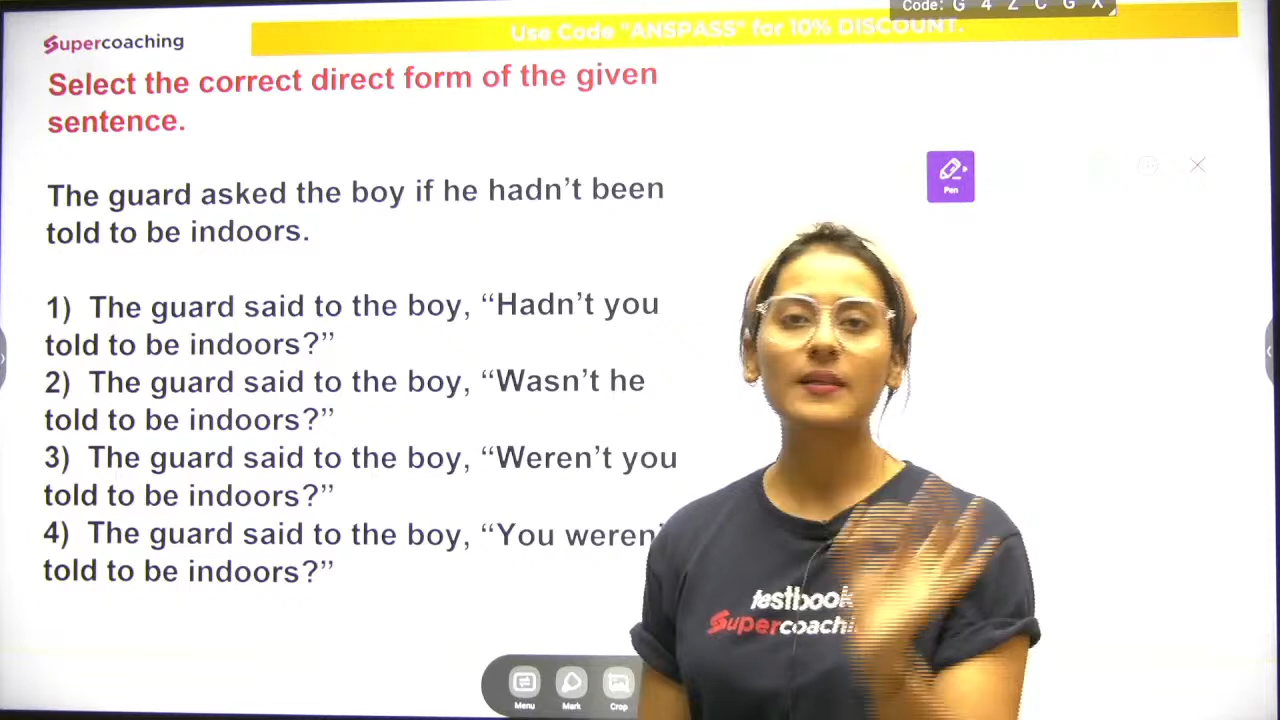 Code: G 4 Z C G X
Supercoaching
Use Code "ANSPASS" for 10% DISCOUNT.
Select the correct direct form of the given
sentence.
The guard asked the boy if he hadn't been
told to be indoors.
1) The guard said to the boy, “Hadn't you
told to be indoors?”
2) The guard said to the boy, “Wasn't he
told to be indoors?”
3) The guard said to the boy, “Weren't you
told to be indoors?”
4) The guard said to the boy, “You weren'
told to be indoors?”
Pen
testbook
Supercoachi
Menu
Mark
Crop